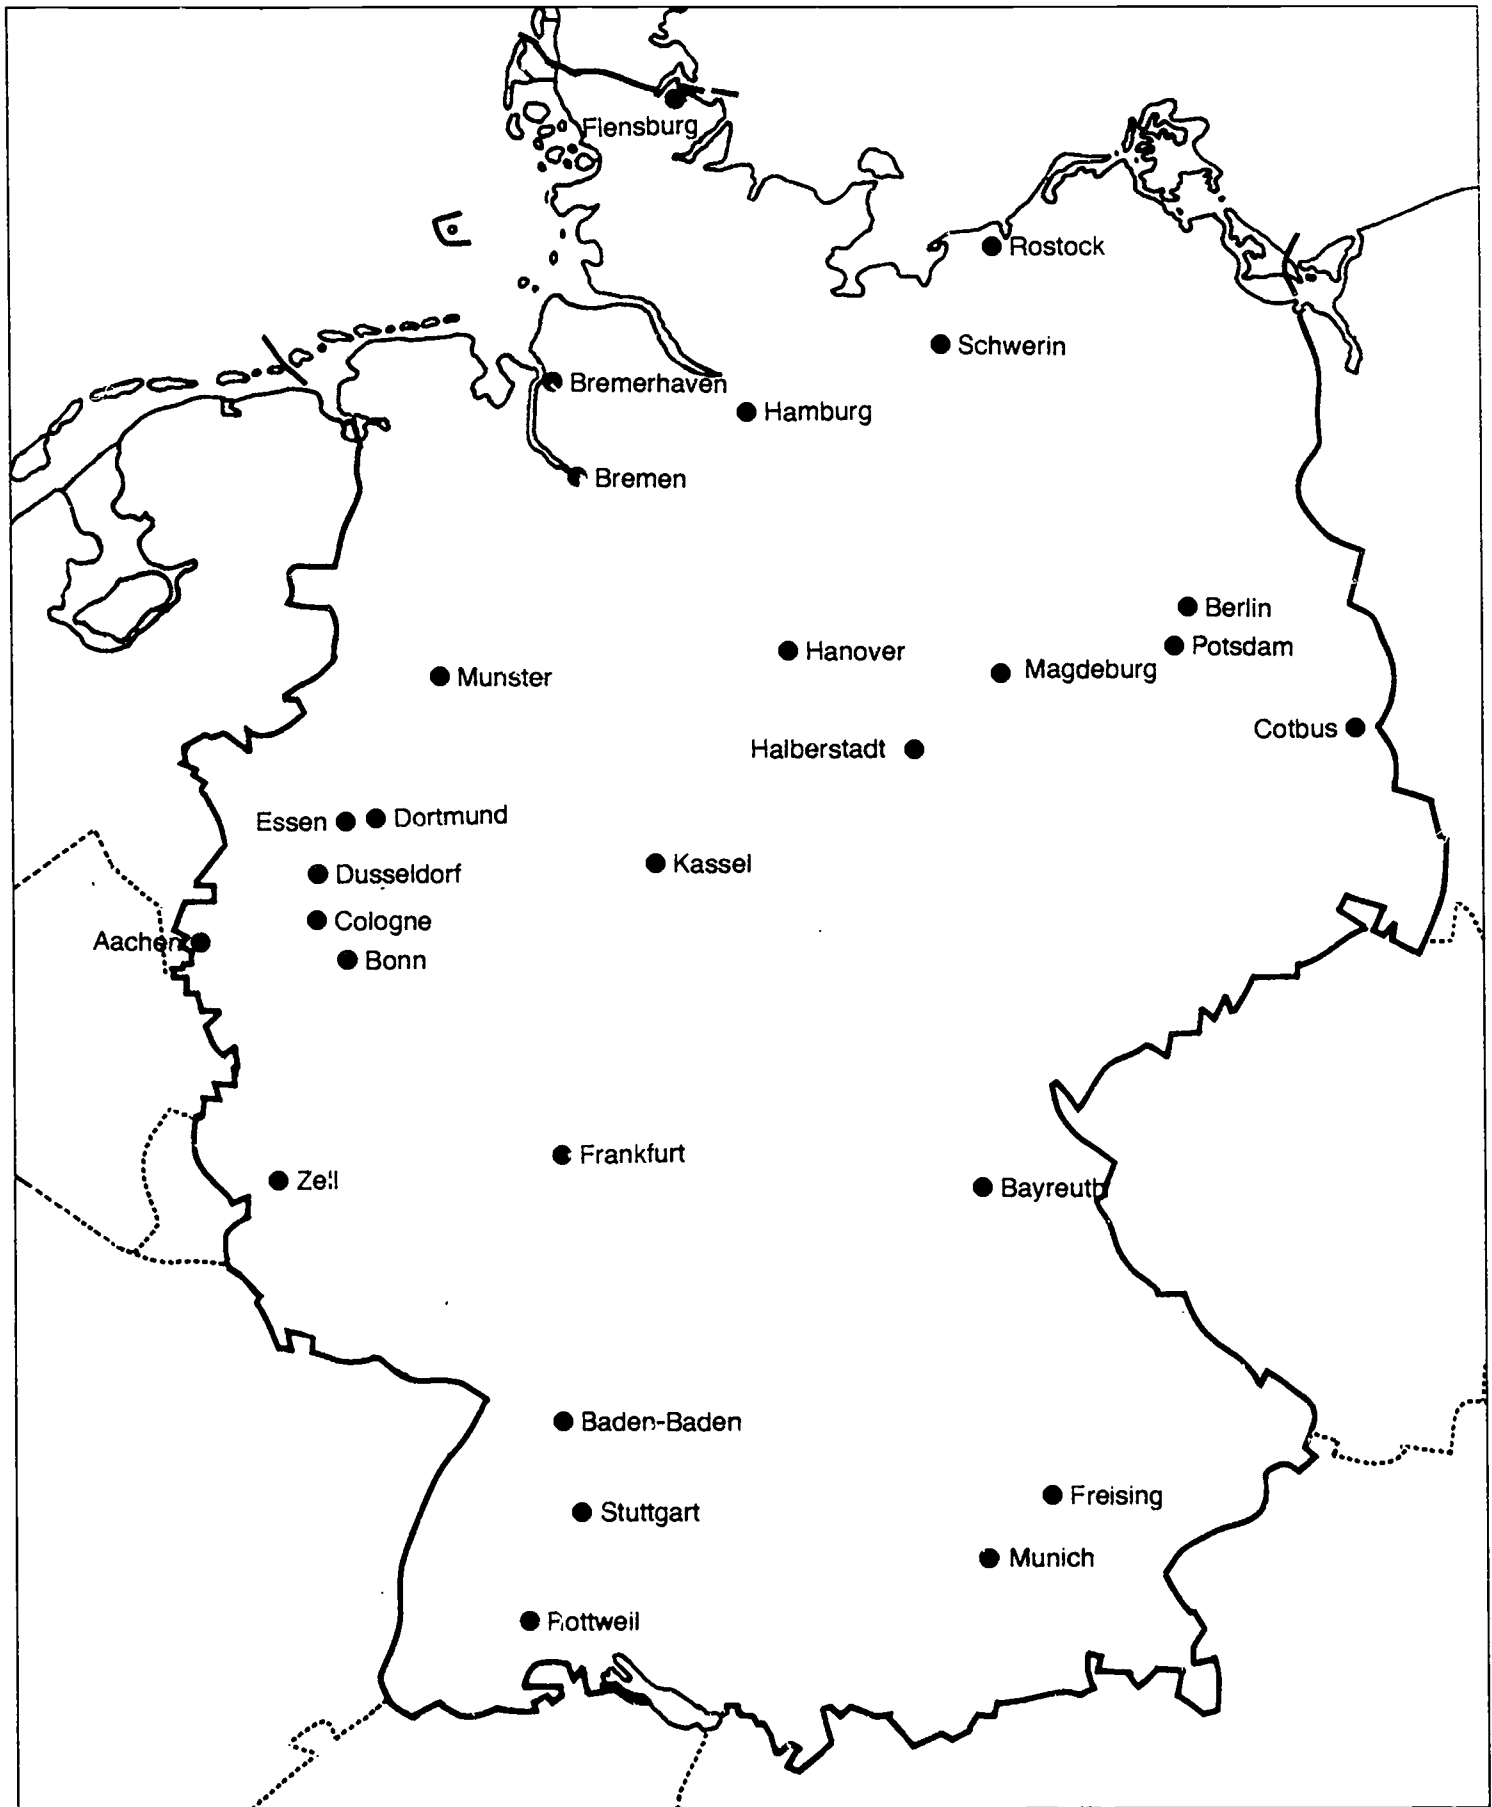 Flensburg
Rostock
Schwerin
Bremerhaven
Hamburg
Bremen
Berlin
Potsdam
Hanover
Magdeburg
Munster
Cotbus
Halberstadt
Essen
Dortmund
Kassel
Dusseldorf
Cologne
Aachen
Bonn
Frankfurt
Zell
Bayreuth
Baden-Baden
Freising
Stuttgart
Munich
Rottweil